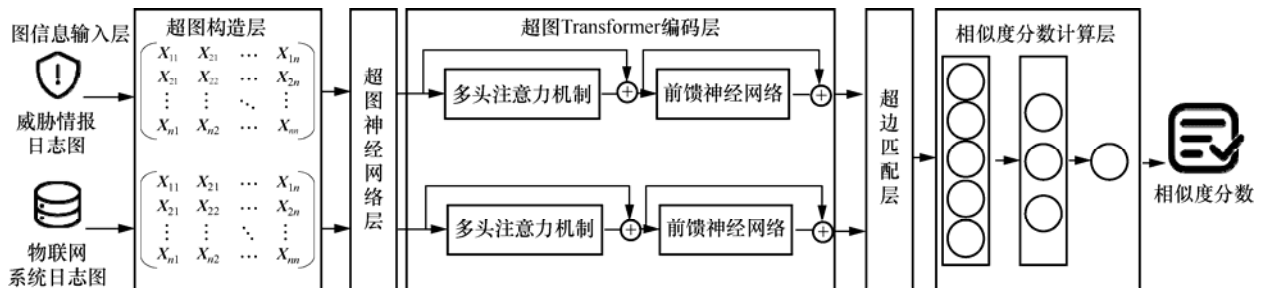 图信息输入层
威胁情报
日志图
物联网
系统日志图
超图构造层
X11 X21 ⋯ X1n
X21 X22 ⋯ X2n
⋮ ⋮ ⋱ ⋮
Xn1 Xn2 ⋯ Xnn
X11 X21 ⋯ X1n
X21 X22 ⋯ X2n
⋮ ⋮ ⋱ ⋮
Xn1 Xn2 ⋯ Xnn
超图神经网络层
超图Transformer编码层
多头注意力机制
前馈神经网络
多头注意力机制
前馈神经网络
超边匹配层
相似度分数计算层
相似度分数